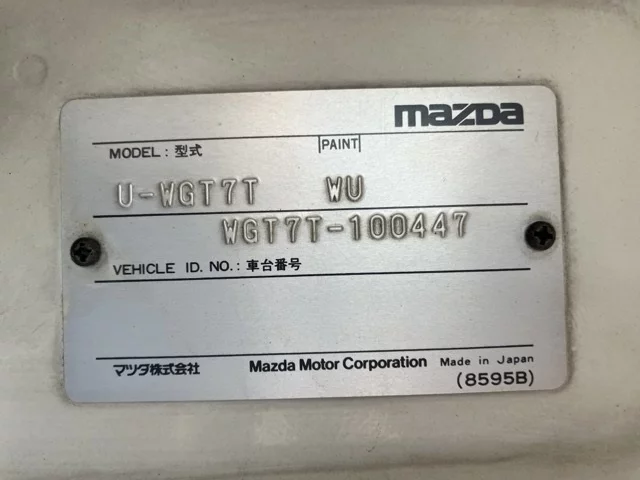 mazda
MODEL: 型式 PAINT
U-WGT7T WU
WGT7T-100447
VEHICLE ID. NO.: 車台番号
マツダ株式会社 Mazda Motor Corporation Made in Japan
(8595B)